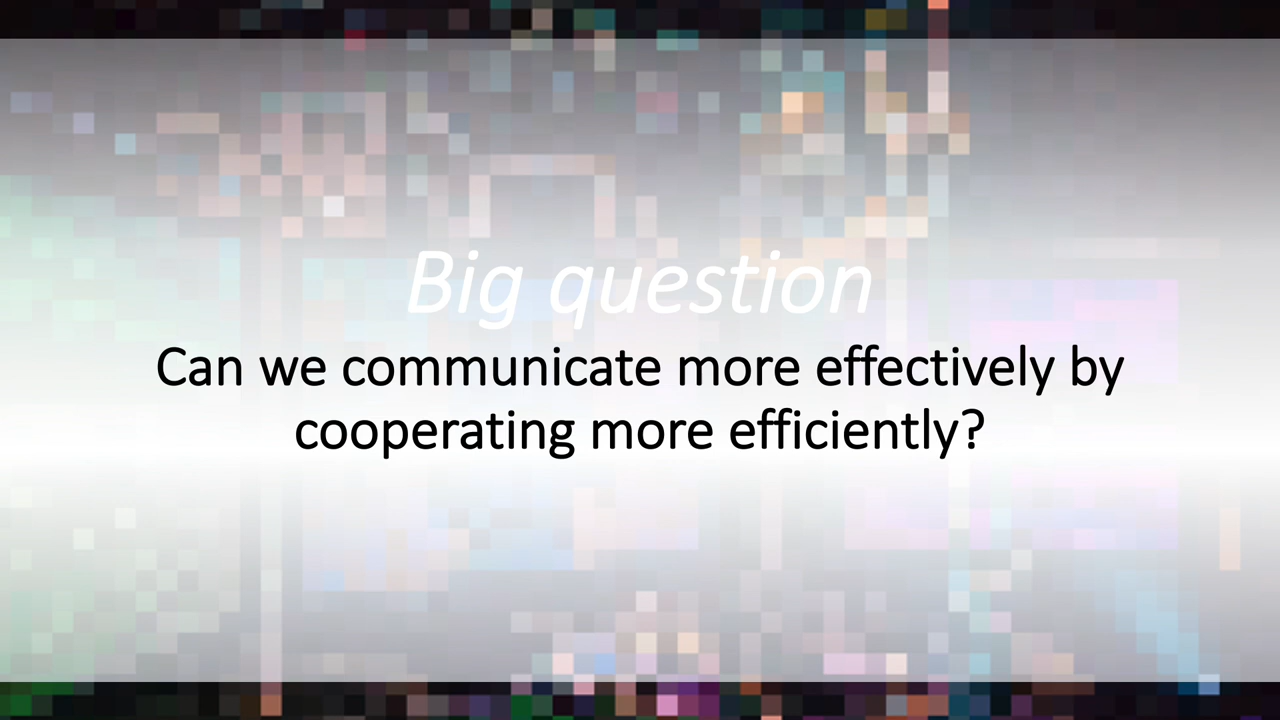 Big question
Can we communicate more effectively by
cooperating more efficiently?